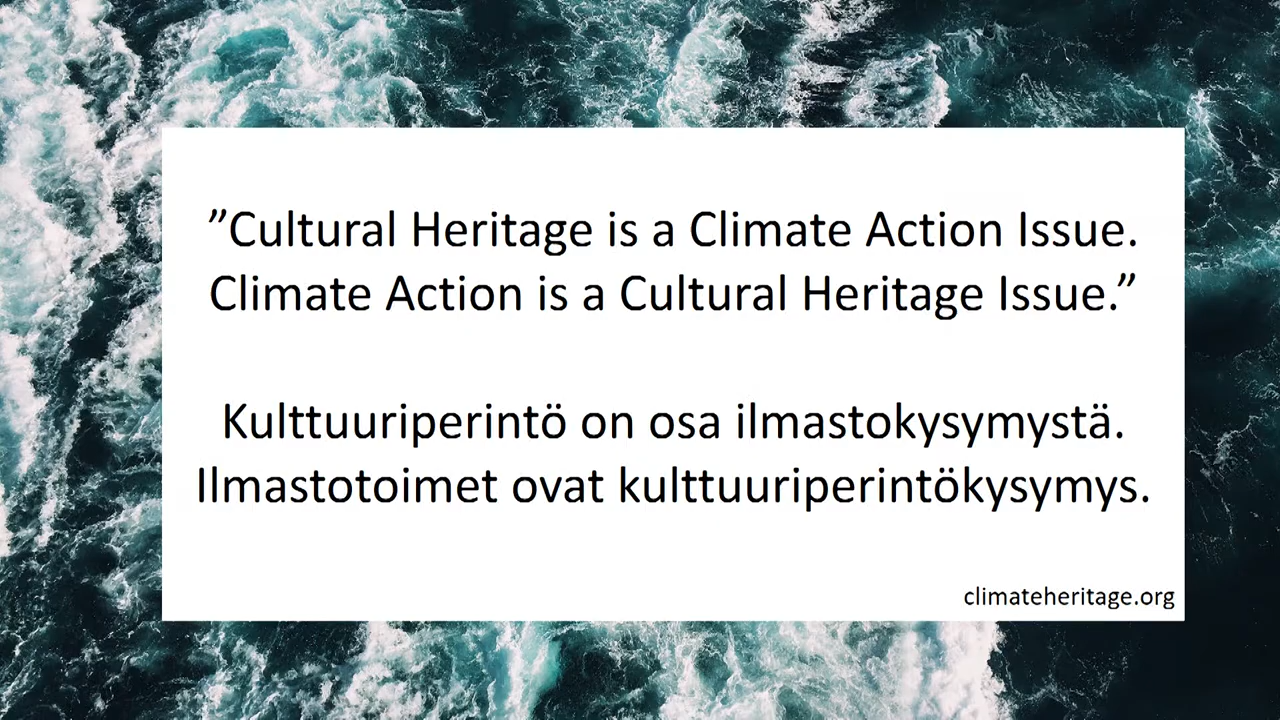 ”Cultural Heritage is a Climate Action Issue.
Climate Action is a Cultural Heritage Issue.”
Kulttuuriperintö on osa ilmastokysymystä.
Ilmastotoimet ovat kulttuuriperintökysymys.
climateheritage.org